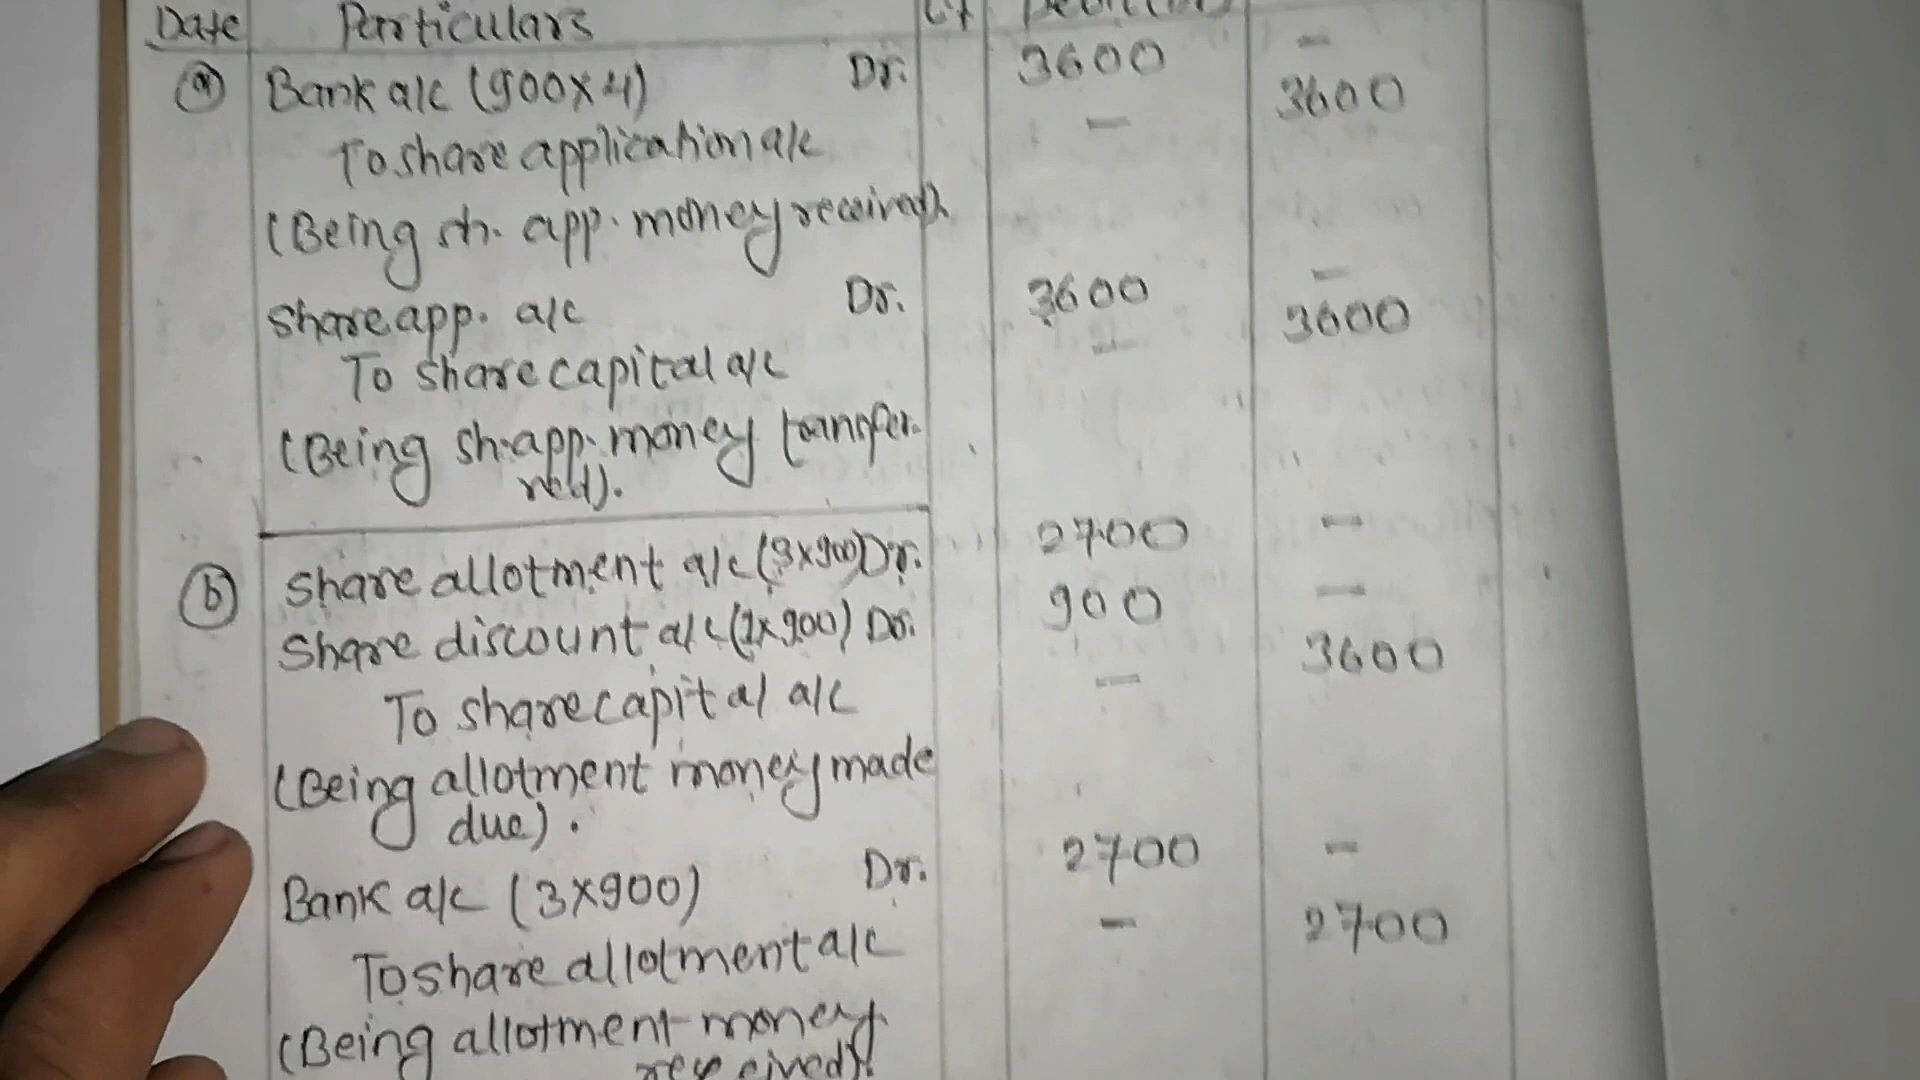 Date Particulars L.f
(a) Bank a/c (900×4) Dr. 3600 -
To share application a/c - 3600
(Being sh. app. money received).
Share app. a/c Dr. 3600 -
To share capital a/c - 3600
(Being sh. app. money transfer-
red).
(b) Share allotment a/c (3×900) Dr. 2700 -
Share discount a/c (1×900) Dr. 900 -
To share capital a/c - 3600
(Being allotment money made
due).
Bank a/c (3×900) Dr. 2700 -
To share allotment a/c - 2700
(Being allotment money
received).